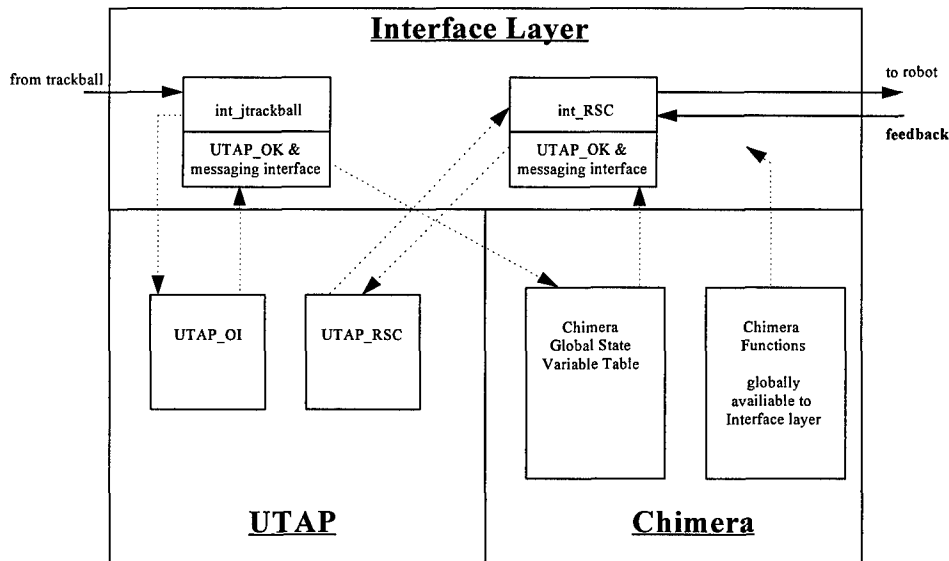 Interface Layer
from trackball
to robot
int_jtrackball
int_RSC
feedback
UTAP_OK &
messaging interface
UTAP_OK &
messaging interface
UTAP_OI
UTAP_RSC
Chimera
Global State
Variable Table
Chimera
Functions
globally
availiable to
Interface layer
UTAP
Chimera